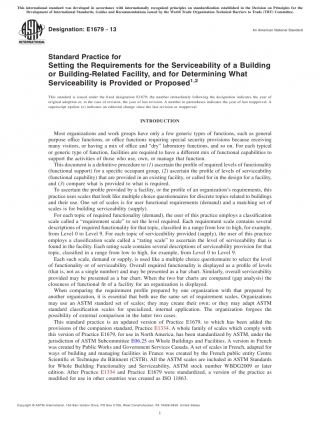 This international standard was developed in accordance with internationally recognized principles on standardization established in the Decision on Principles for the
Development of International Standards, Guides and Recommendations issued by the World Trade Organization Technical Barriers to Trade (TBT) Committee.
Designation: E1679 − 13
An American National Standard
Standard Practice for
Setting the Requirements for the Serviceability of a Building
or Building-Related Facility, and for Determining What
Serviceability is Provided or Proposed1,2
This standard is issued under the fixed designation E1679; the number immediately following the designation indicates the year of
original adoption or, in the case of revision, the year of last revision. A number in parentheses indicates the year of last reapproval. A
superscript epsilon (ε) indicates an editorial change since the last revision or reapproval.
INTRODUCTION
Most organizations and work groups have only a few generic types of functions, such as general
purpose office functions, or office functions requiring special security provisions because receiving
many visitors, or having a mix of office and “dry” laboratory functions, and so on. For each typical
or generic type of function, facilities are required to have a different mix of functional capabilities to
support the activities of those who use, own, or manage that function.
This document is a definitive procedure to (1) ascertain the profile of required levels of functionality
(functional support) for a specific occupant group, (2) ascertain the profile of levels of serviceability
(functional capability) that are provided in an existing facility, or called for in the design for a facility,
and (3) compare what is provided to what is required.
To ascertain the profile provided by a facility, or the profile of an organization's requirements, this
practice uses scales that look like multiple choice questionnaires for discrete topics related to buildings
and their use. One set of scales is for user functional requirements (demand) and a matching set of
scales is for building serviceability (supply).
For each topic of required functionality (demand), the user of this practice employs a classification
scale called a “requirement scale” to set the level required. Each requirement scale contains several
descriptions of required functionality for that topic, classified in a range from low to high, for example,
from Level 0 to Level 9. For each topic of serviceability provided (supply), the user of this practice
employs a classification scale called a “rating scale” to ascertain the level of serviceability that is
found in the facility. Each rating scale contains several descriptions of serviceability provision for that
topic, classified in a range from low to high, for example, from Level 0 to Level 9.
Each scale, demand or supply, is used like a multiple choice questionnaire to select the level
of functionality or of serviceability. Overall required functionality is displayed as a profile of levels
(that is, not as a single number) and may be presented as a bar chart. Similarly, overall serviceability
provided may be presented as a bar chart. When the two bar charts are compared (gap analysis) the
closeness of functional fit of a facility for an organization is displayed.
When comparing the requirement profile prepared by one organization with that prepared by
another organization, it is essential that both use the same set of requirement scales. Organizations
may use an ASTM standard set of scales; they may create their own; or they may adapt ASTM
standard classification scales for specialized, internal application. The organization forgoes the
possibility of external comparison in the latter two cases.
This standard practice is an updated version of Practice E1679, to which has been added the
provisions of the companion standard, Practice E1334. A whole family of scales which comply with
this version of Practice E1679, for use in North America, has been standardized by ASTM, under the
jurisdiction of ASTM Subcommittee E06.25 on Whole Buildings and Facilities. A version in French
was created by Public Works and Government Services Canada. A set of scales in French, adapted for
ways of building and managing facilities in France was created by the French public entity Centre
Scientific et Technique du Bâtiment (CSTB). All the ASTM scales are included in ASTM Standards
for Whole Building Functionality and Serviceability, ASTM stock number WBDG2009 or later
edition. After Practice E1334 and Practice E1679 were standardized, a version of the practice as
modified for use in other countries was created as ISO 11863.
Copyright © ASTM International, 100 Barr Harbor Drive, PO Box C700, West Conshohocken, PA 19428-2959. United States
1